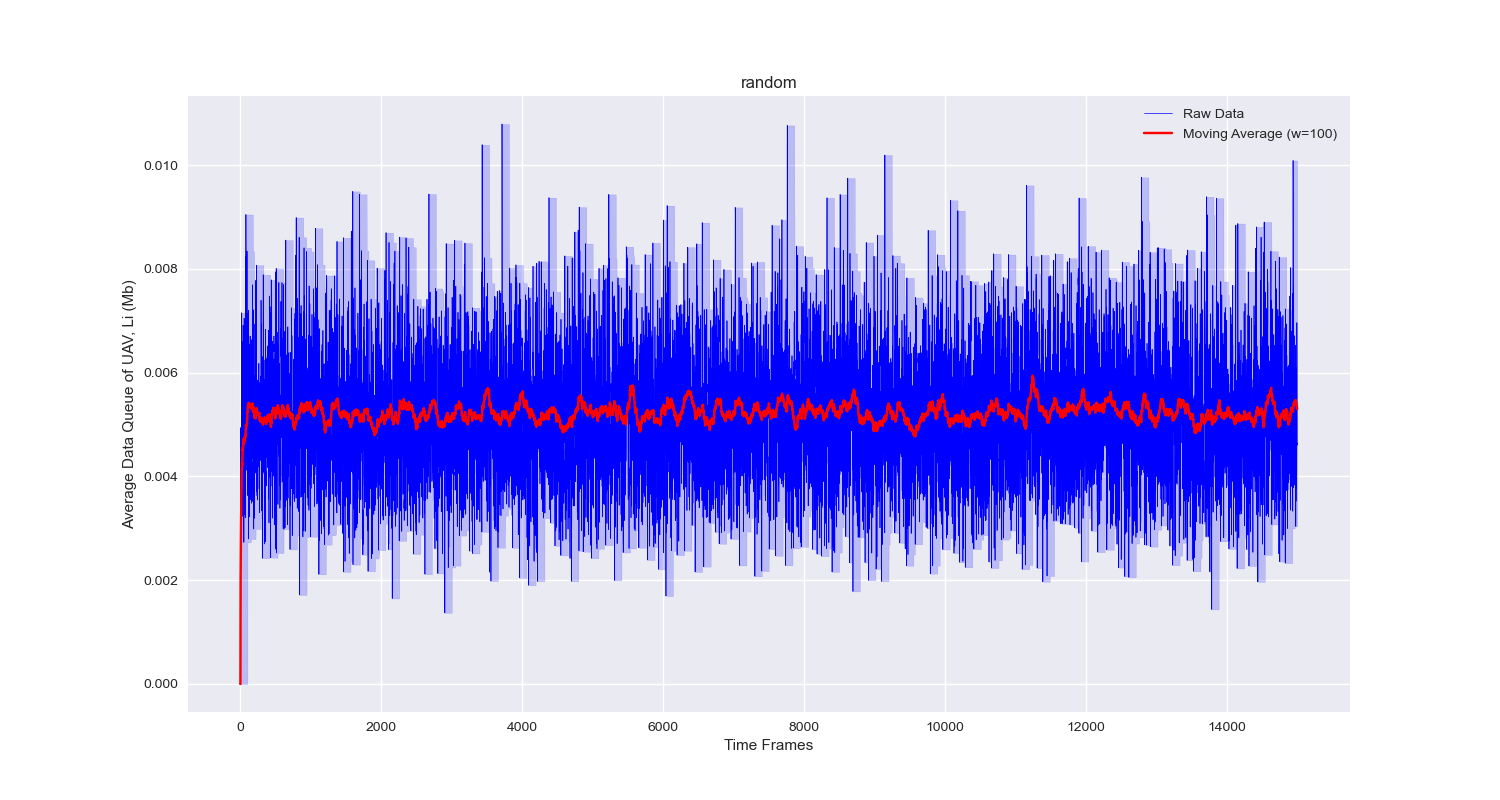 random
Raw Data
Moving Average (w=100)
Average Data Queue of UAV, Li (Mb)
0.010
0.008
0.006
0.004
0.002
0.000
0 2000 4000 6000 8000 10000 12000 14000
Time Frames